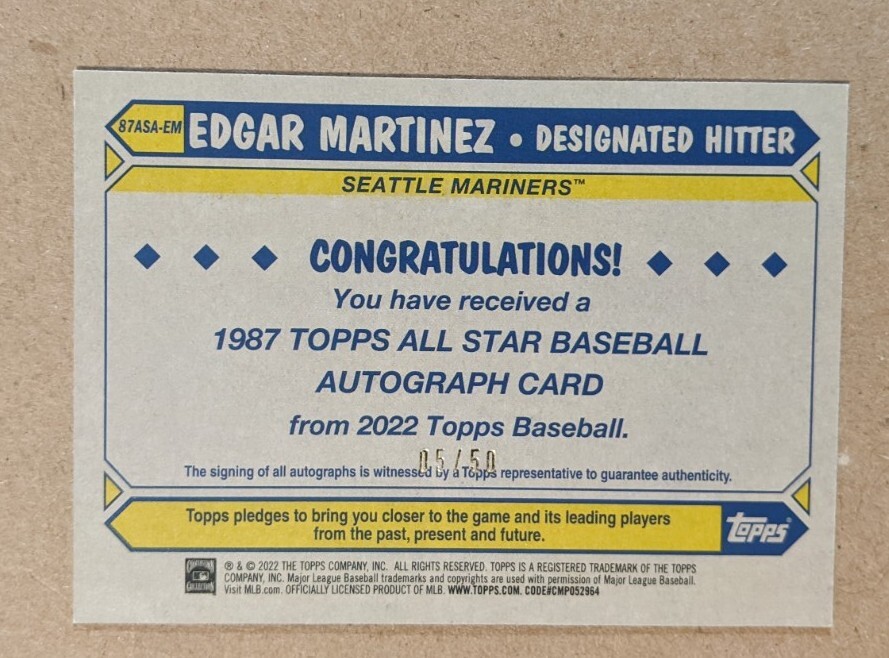 87ASA-EM EDGAR MARTINEZ • DESIGNATED HITTER
SEATTLE MARINERS™
CONGRATULATIONS!
You have received a
1987 TOPPS ALL STAR BASEBALL
AUTOGRAPH CARD
from 2022 Topps Baseball.
05/50
The signing of all autographs is witnessed by a Topps representative to guarantee authenticity.
Topps pledges to bring you closer to the game and its leading players
from the past, present and future.
topps®
® & © 2022 THE TOPPS COMPANY, INC. ALL RIGHTS RESERVED. TOPPS IS A REGISTERED TRADEMARK OF THE TOPPS
COMPANY, INC. Major League Baseball trademarks and copyrights are used with permission of Major League Baseball.
Visit MLB.com. OFFICIALLY LICENSED PRODUCT OF MLB. WWW.TOPPS.COM. CODE#CMP052964